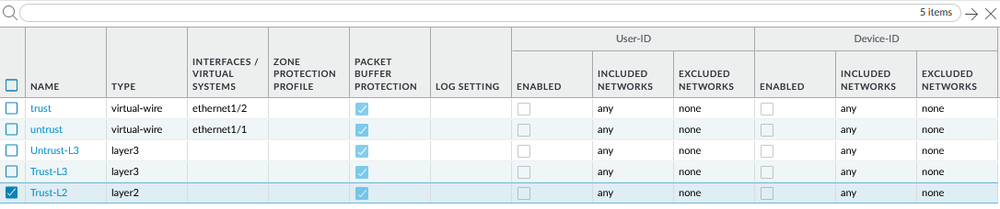 5 items
User-ID Device-ID
NAME TYPE INTERFACES / VIRTUAL SYSTEMS ZONE PROTECTION PROFILE PACKET BUFFER PROTECTION LOG SETTING ENABLED INCLUDED NETWORKS EXCLUDED NETWORKS ENABLED INCLUDED NETWORKS EXCLUDED NETWORKS
trust virtual-wire ethernet1/2 any none any none
untrust virtual-wire ethernet1/1 any none any none
Untrust-L3 layer3 any none any none
Trust-L3 layer3 any none any none
Trust-L2 layer2 any none any none